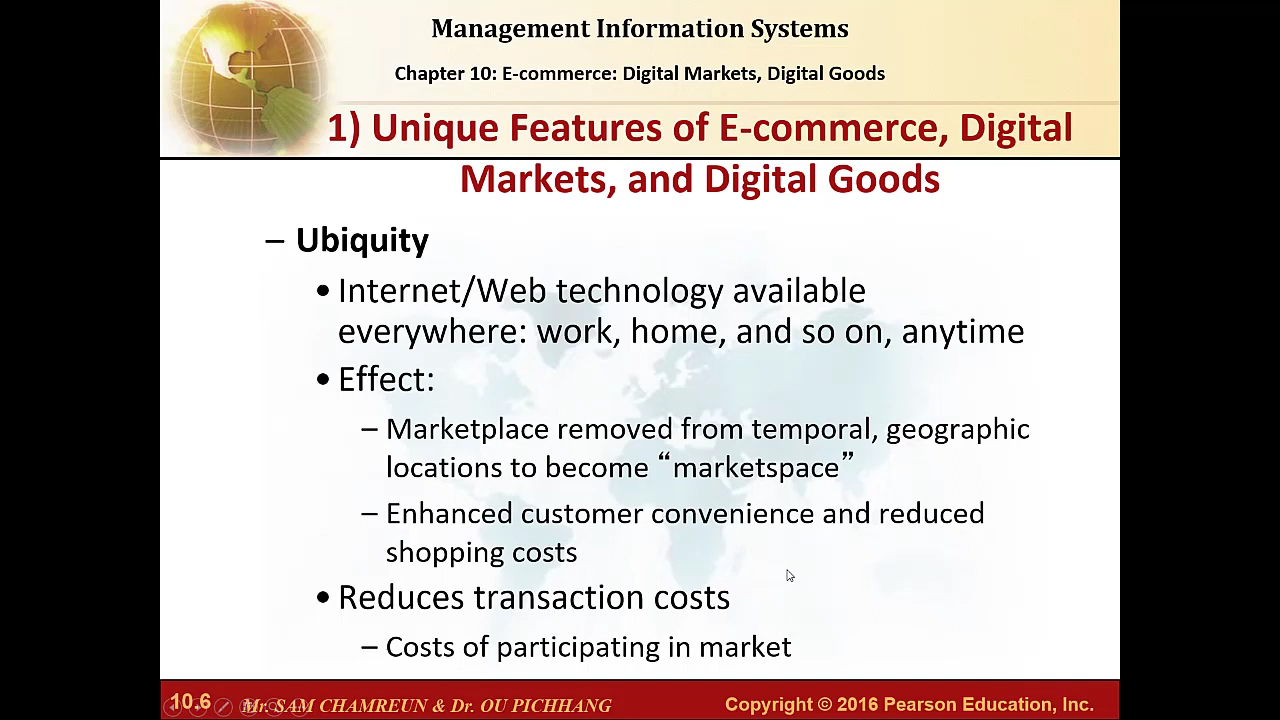 Management Information Systems
Chapter 10: E-commerce: Digital Markets, Digital Goods
1) Unique Features of E-commerce, Digital
Markets, and Digital Goods
– Ubiquity
• Internet/Web technology available
everywhere: work, home, and so on, anytime
• Effect:
– Marketplace removed from temporal, geographic
locations to become “marketspace”
– Enhanced customer convenience and reduced
shopping costs
• Reduces transaction costs
– Costs of participating in market
10.6 Mr. SAM CHAMREUN & Dr. OU PICHHANG Copyright © 2016 Pearson Education, Inc.